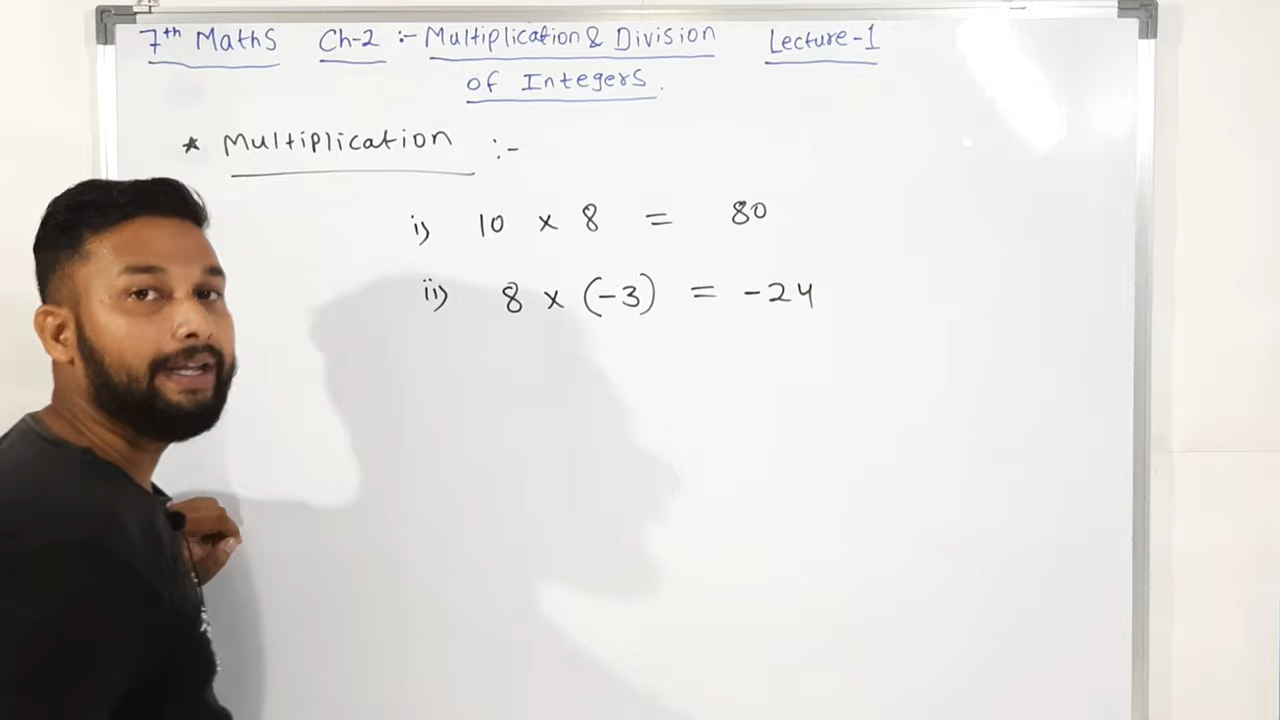 7th Maths Ch-2 :- Multiplication & Division Lecture-1
of Integers.
* Multiplication :-
i) 10 × 8 = 80
ii) 8 × (-3) = -24